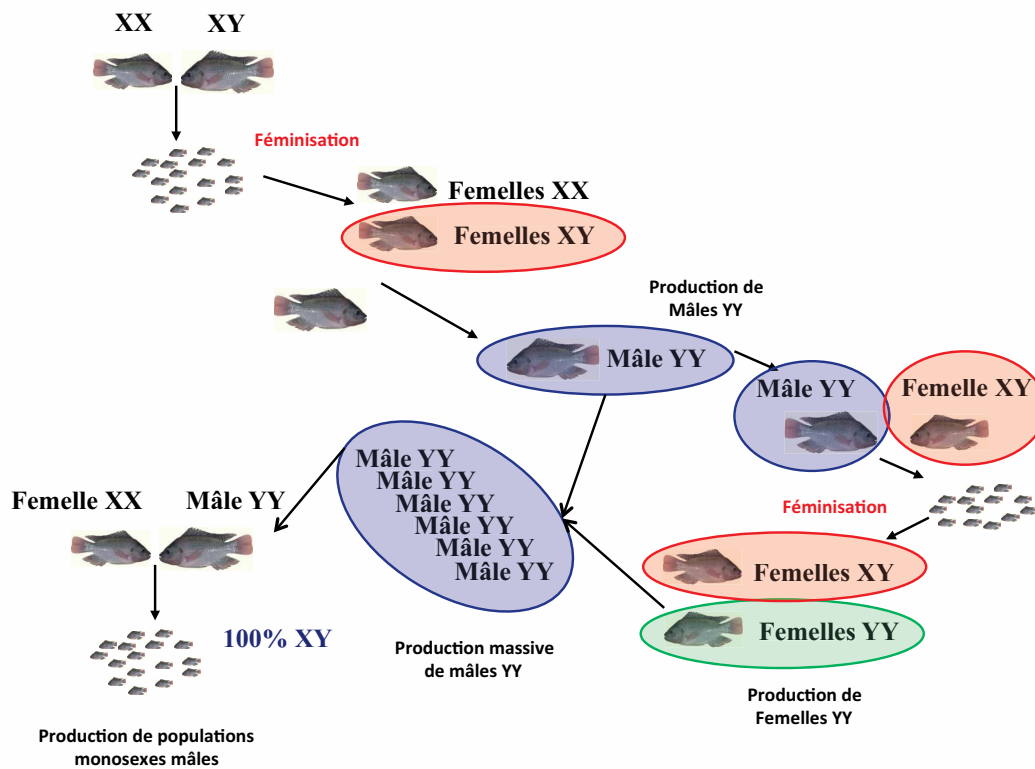 XX
XY
Féminisation
Femelles XX
Femelles XY
Production de
Mâles YY
Mâle YY
Mâle YY
Femelle XY
Mâle YY
Mâle YY
Mâle YY
Mâle YY
Mâle YY
Mâle YY
Femelle XX
Mâle YY
Féminisation
Femelles XY
Femelles YY
100% XY
Production massive
de mâles YY
Production de
Femelles YY
Production de populations
monosexes mâles